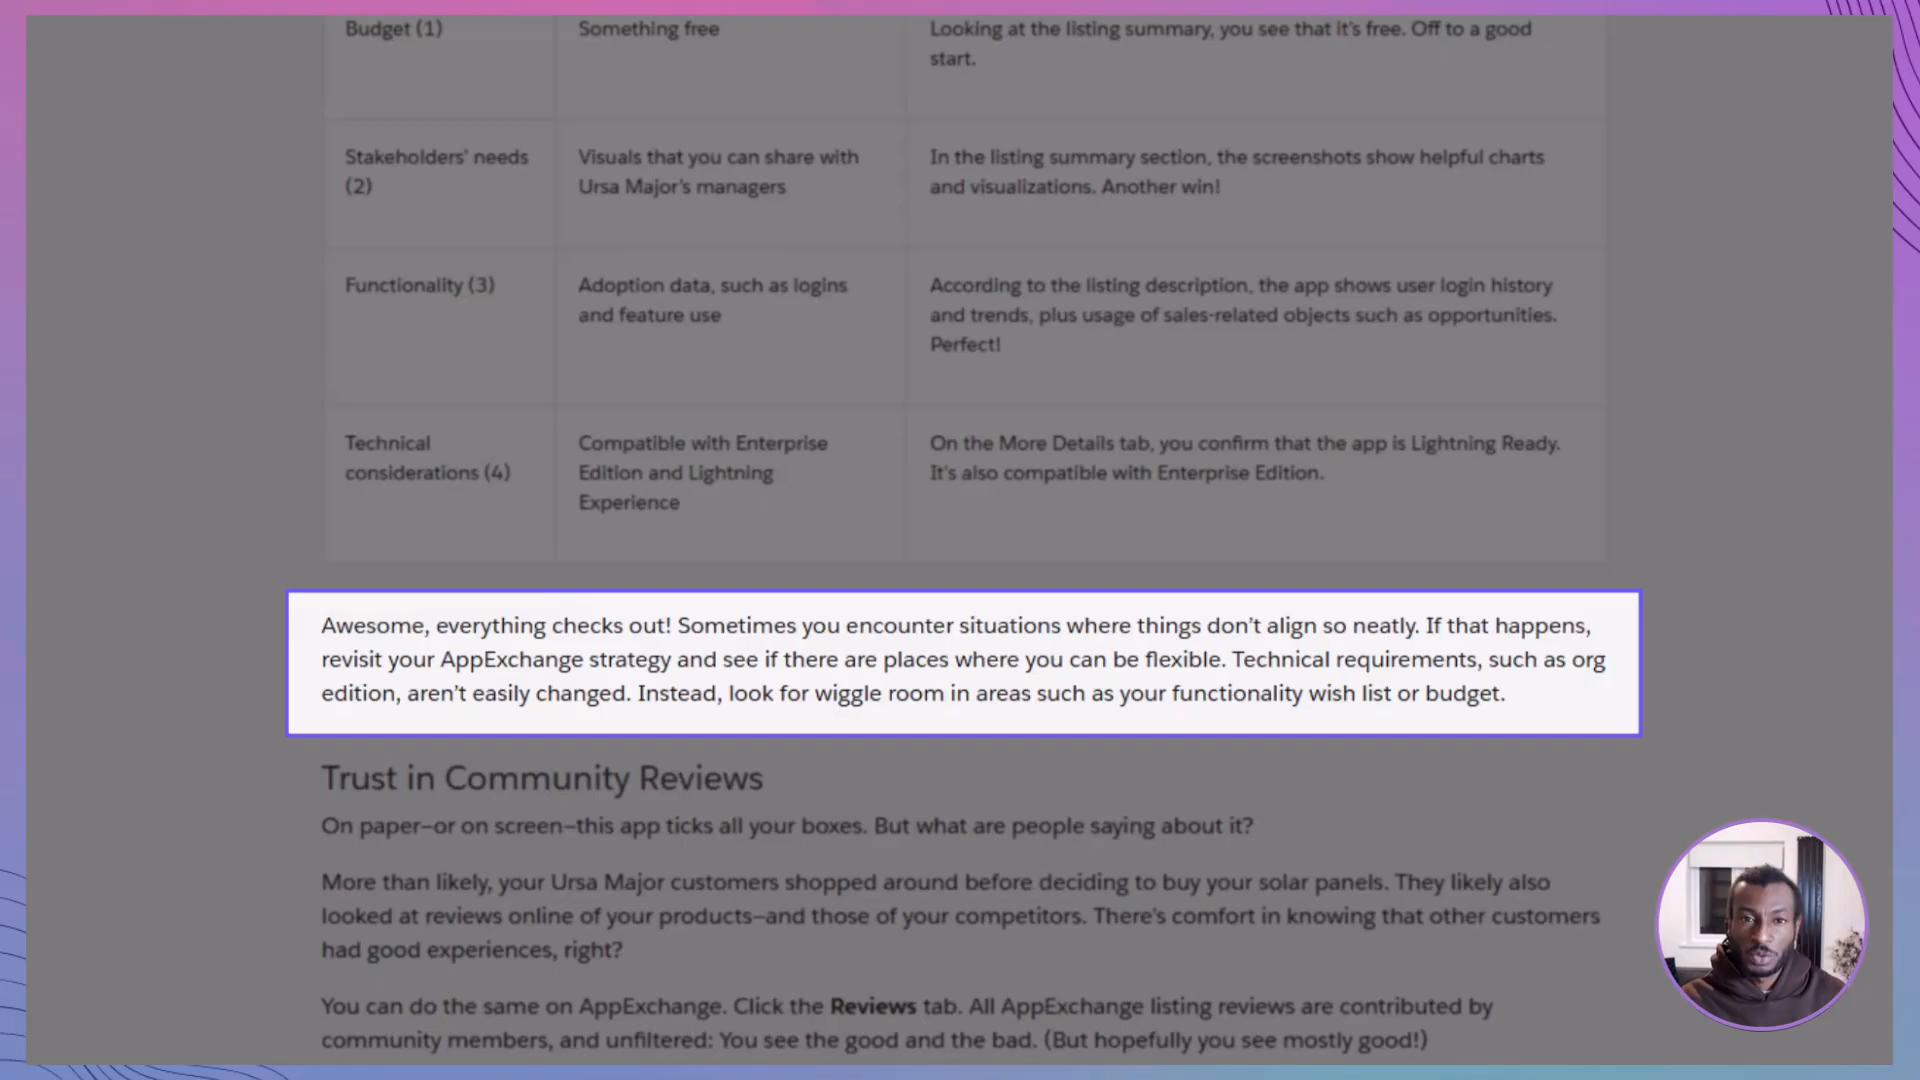 Budget (1)
Something free
Looking at the listing summary, you see that it's free. Off to a good
start.
Stakeholders' needs
(2)
Visuals that you can share with
Ursa Major's managers
In the listing summary section, the screenshots show helpful charts
and visualizations. Another win!
Functionality (3)
Adoption data, such as logins
and feature use
According to the listing description, the app shows user login history
and trends, plus usage of sales-related objects such as opportunities.
Perfect!
Technical
considerations (4)
Compatible with Enterprise
Edition and Lightning
Experience
On the More Details tab, you confirm that the app is Lightning Ready.
It's also compatible with Enterprise Edition.
Awesome, everything checks out! Sometimes you encounter situations where things don't align so neatly. If that happens,
revisit your AppExchange strategy and see if there are places where you can be flexible. Technical requirements, such as org
edition, aren't easily changed. Instead, look for wiggle room in areas such as your functionality wish list or budget.
Trust in Community Reviews
On paper—or on screen—this app ticks all your boxes. But what are people saying about it?
More than likely, your Ursa Major customers shopped around before deciding to buy your solar panels. They likely also
looked at reviews online of your products—and those of your competitors. There's comfort in knowing that other customers
had good experiences, right?
You can do the same on AppExchange. Click the Reviews tab. All AppExchange listing reviews are contributed by
community members, and unfiltered: You see the good and the bad. (But hopefully you see mostly good!)